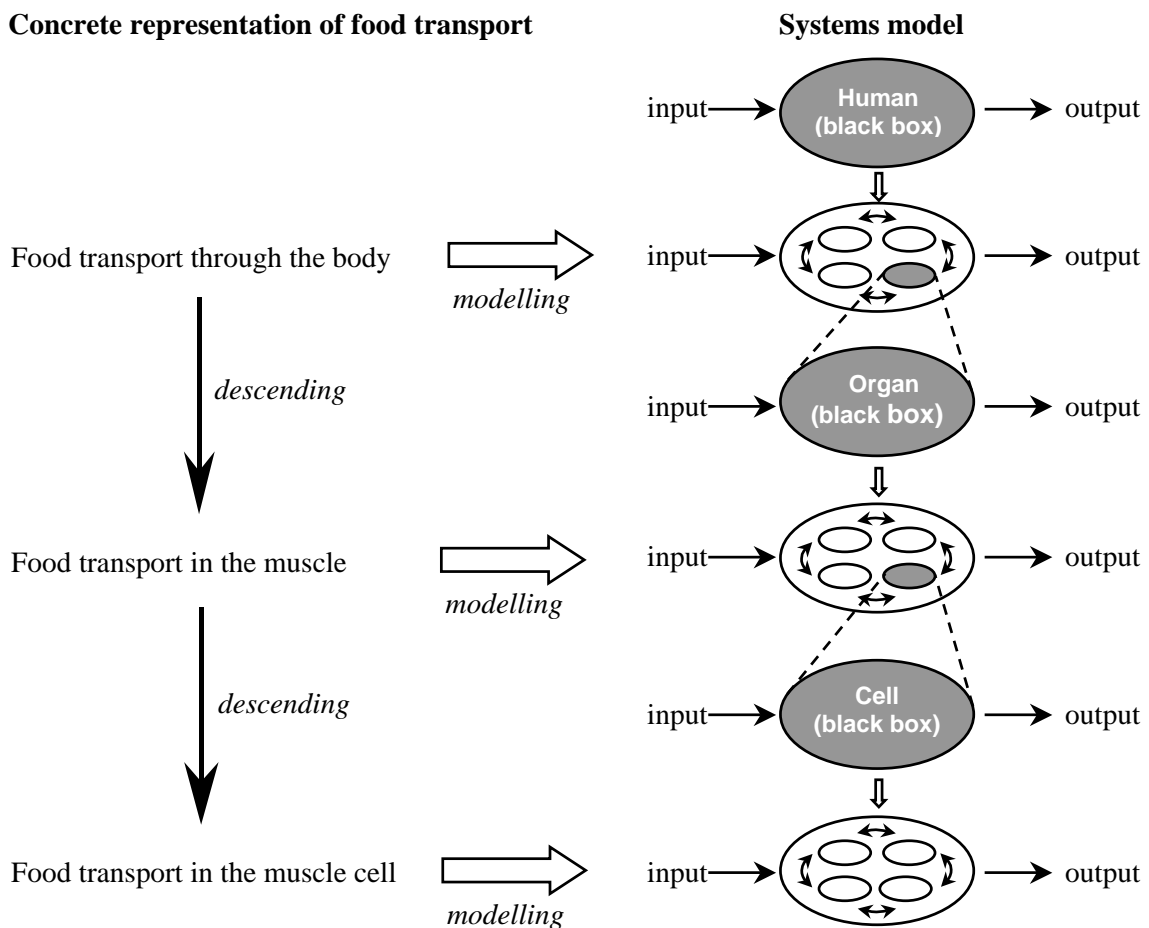 Concrete representation of food transport
Systems model
input
Human
(black box)
output
Food transport through the body
modelling
input
output
descending
input
Organ
(black box)
output
Food transport in the muscle
modelling
input
output
descending
input
Cell
(black box)
output
Food transport in the muscle cell
modelling
input
output